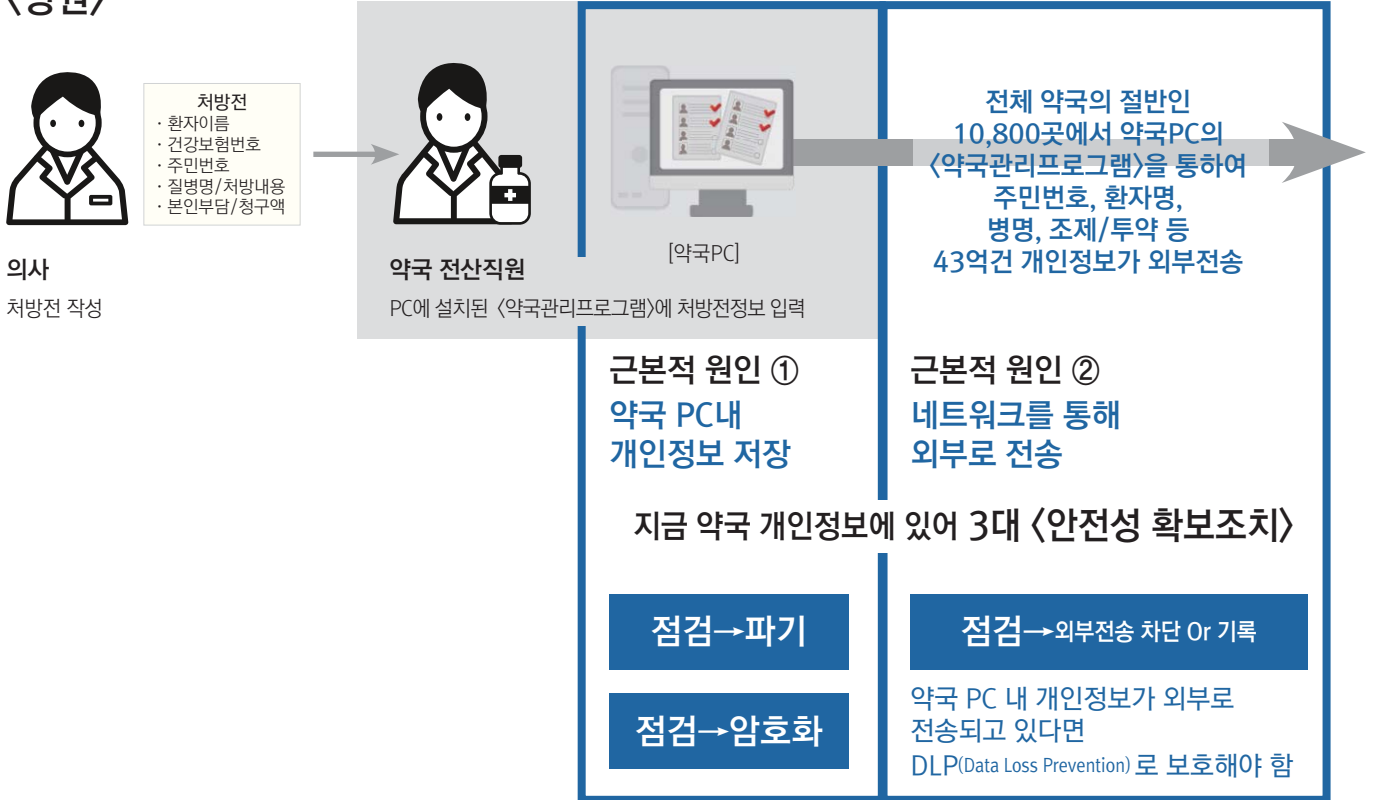 처방전
· 환자이름
· 건강보험번호
· 주민번호
· 질병명/처방내용
· 본인부담/청구액
의사
처방전 작성
약국 전산직원
PC에 설치된 〈약국관리프로그램〉에 처방전정보 입력
[약국PC]
전체 약국의 절반인
10,800곳에서 약국PC의
〈약국관리프로그램〉을 통하여
주민번호, 환자명,
병명, 조제/투약 등
43억건 개인정보가 외부전송
근본적 원인 ①
약국 PC내
개인정보 저장
근본적 원인 ②
네트워크를 통해
외부로 전송
지금 약국 개인정보에 있어 3대 〈안전성 확보조치〉
점검→파기
점검→암호화
점검→외부전송 차단 Or 기록
약국 PC 내 개인정보가 외부로
전송되고 있다면
DLP(Data Loss Prevention) 로 보호해야 함